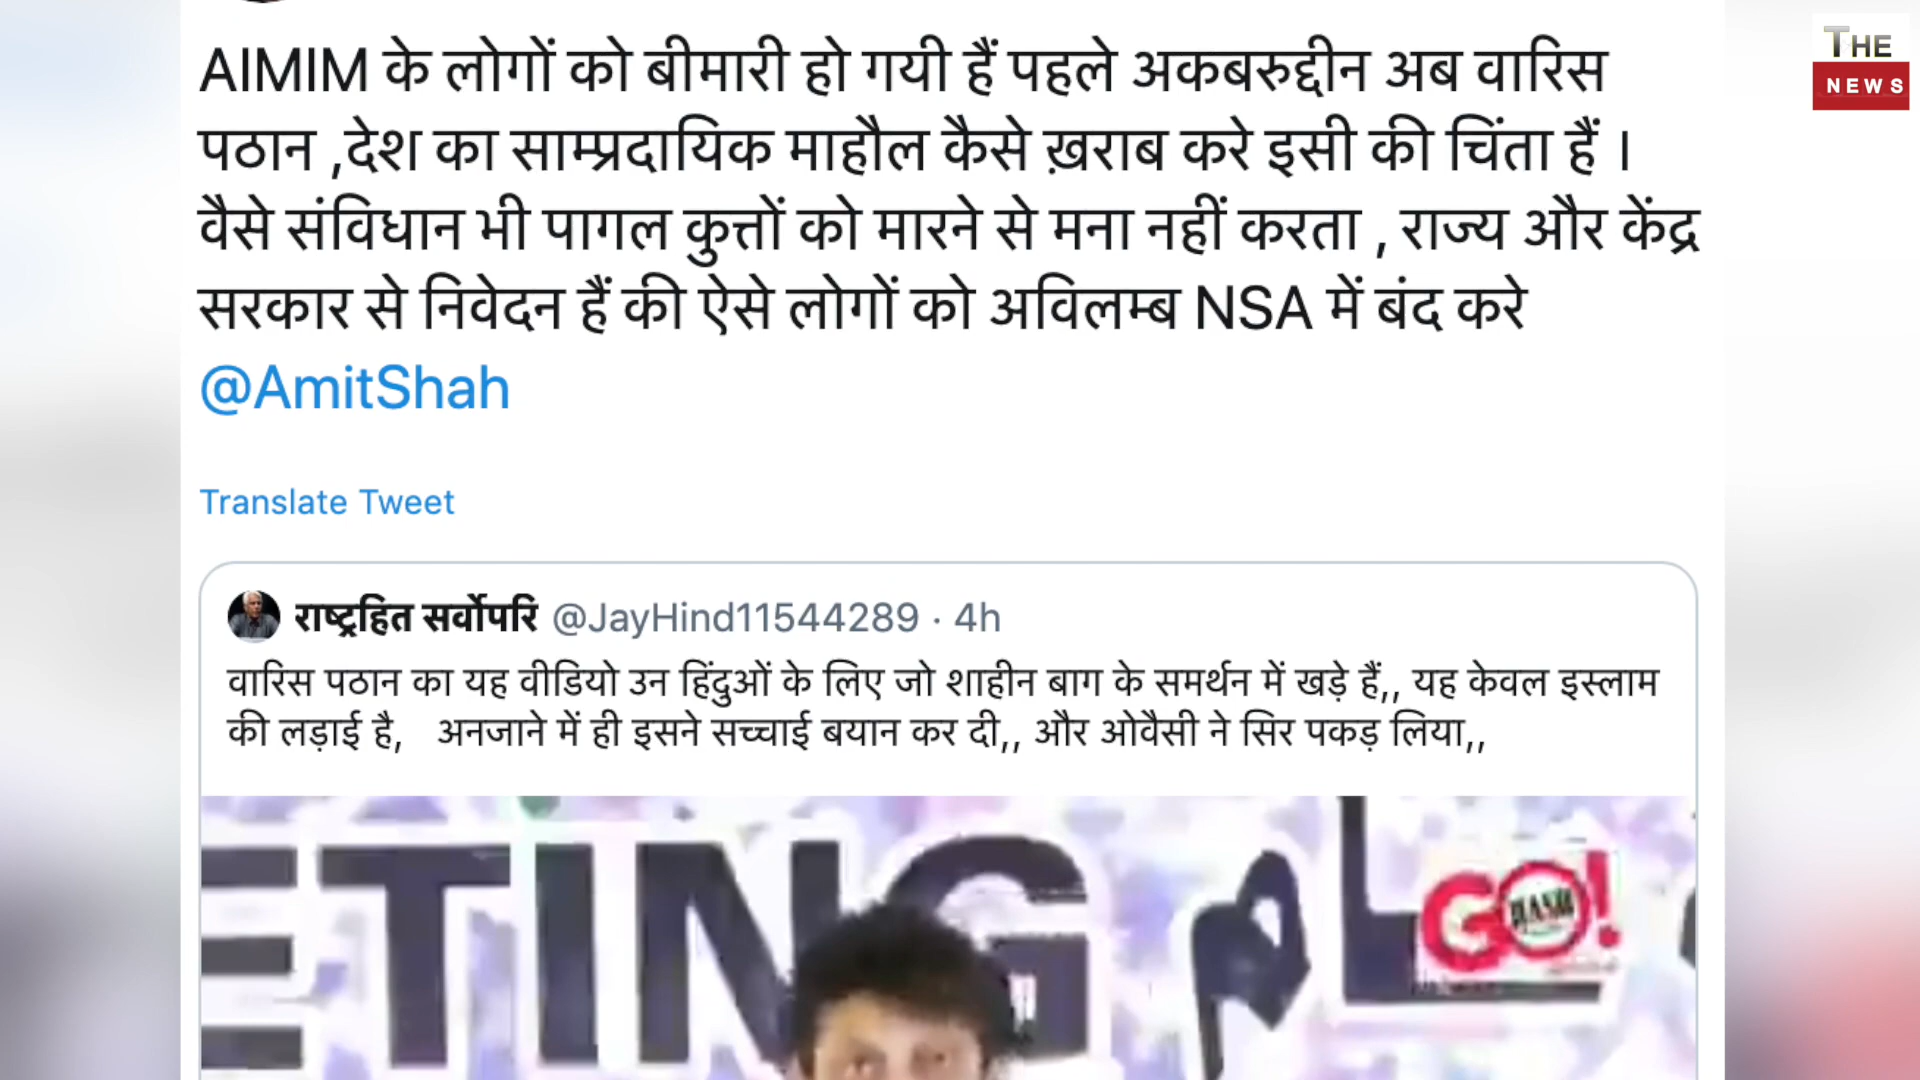 THE
NEWS
AIMIM के लोगों को बीमारी हो गयी हैं पहले अकबरुद्दीन अब वारिस
पठान ,देश का साम्प्रदायिक माहौल कैसे ख़राब करे इसी की चिंता हैं ।
वैसे संविधान भी पागल कुत्तों को मारने से मना नहीं करता , राज्य और केंद्र
सरकार से निवेदन हैं की ऐसे लोगों को अविलम्ब NSA में बंद करे
@AmitShah
Translate Tweet
राष्ट्रहित सर्वोपरि @JayHind11544289 · 4h
वारिस पठान का यह वीडियो उन हिंदुओं के लिए जो शाहीन बाग के समर्थन में खड़े हैं,, यह केवल इस्लाम
की लड़ाई है, अनजाने में ही इसने सच्चाई बयान कर दी,, और ओवैसी ने सिर पकड़ लिया,,
ETING
GO!